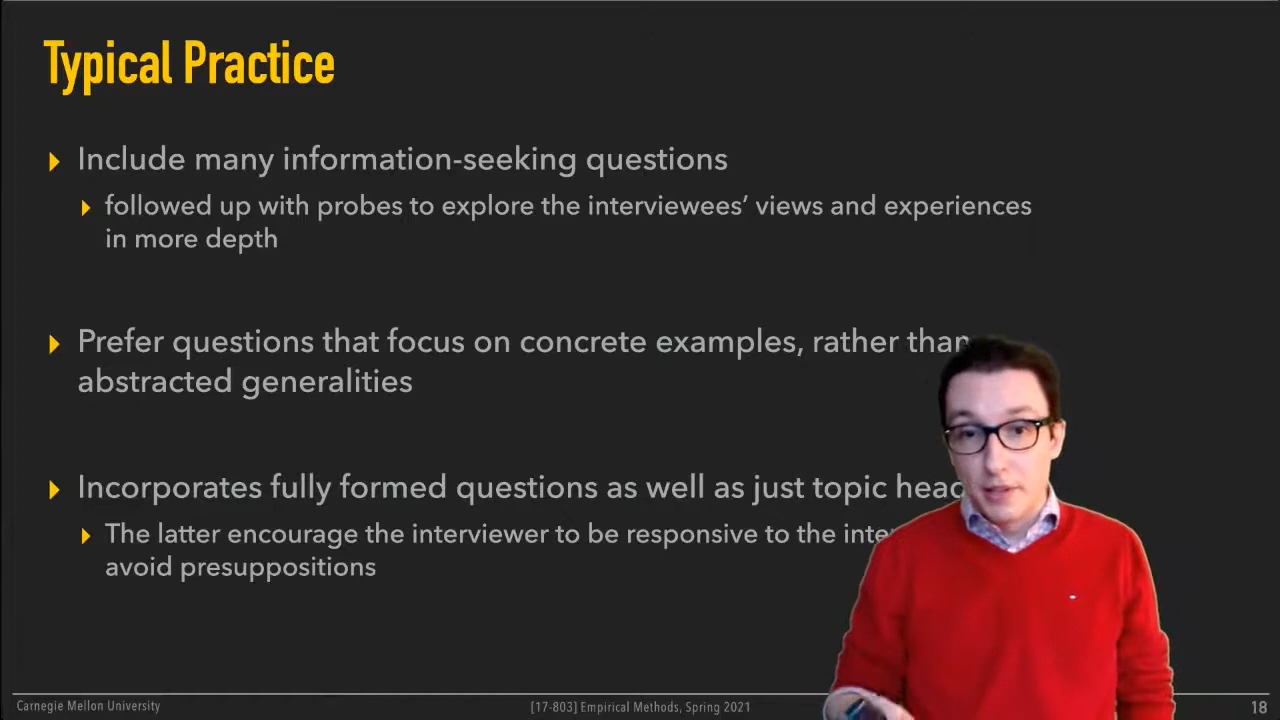 Typical Practice
Include many information-seeking questions
followed up with probes to explore the interviewees’ views and experiences
in more depth
Prefer questions that focus on concrete examples, rather than
abstracted generalities
Incorporates fully formed questions as well as just topic
The latter encourage the interviewer to be responsive to the
avoid presuppositions
Carnegie Mellon University
[17-803] Empirical Methods, Spring 2021
18